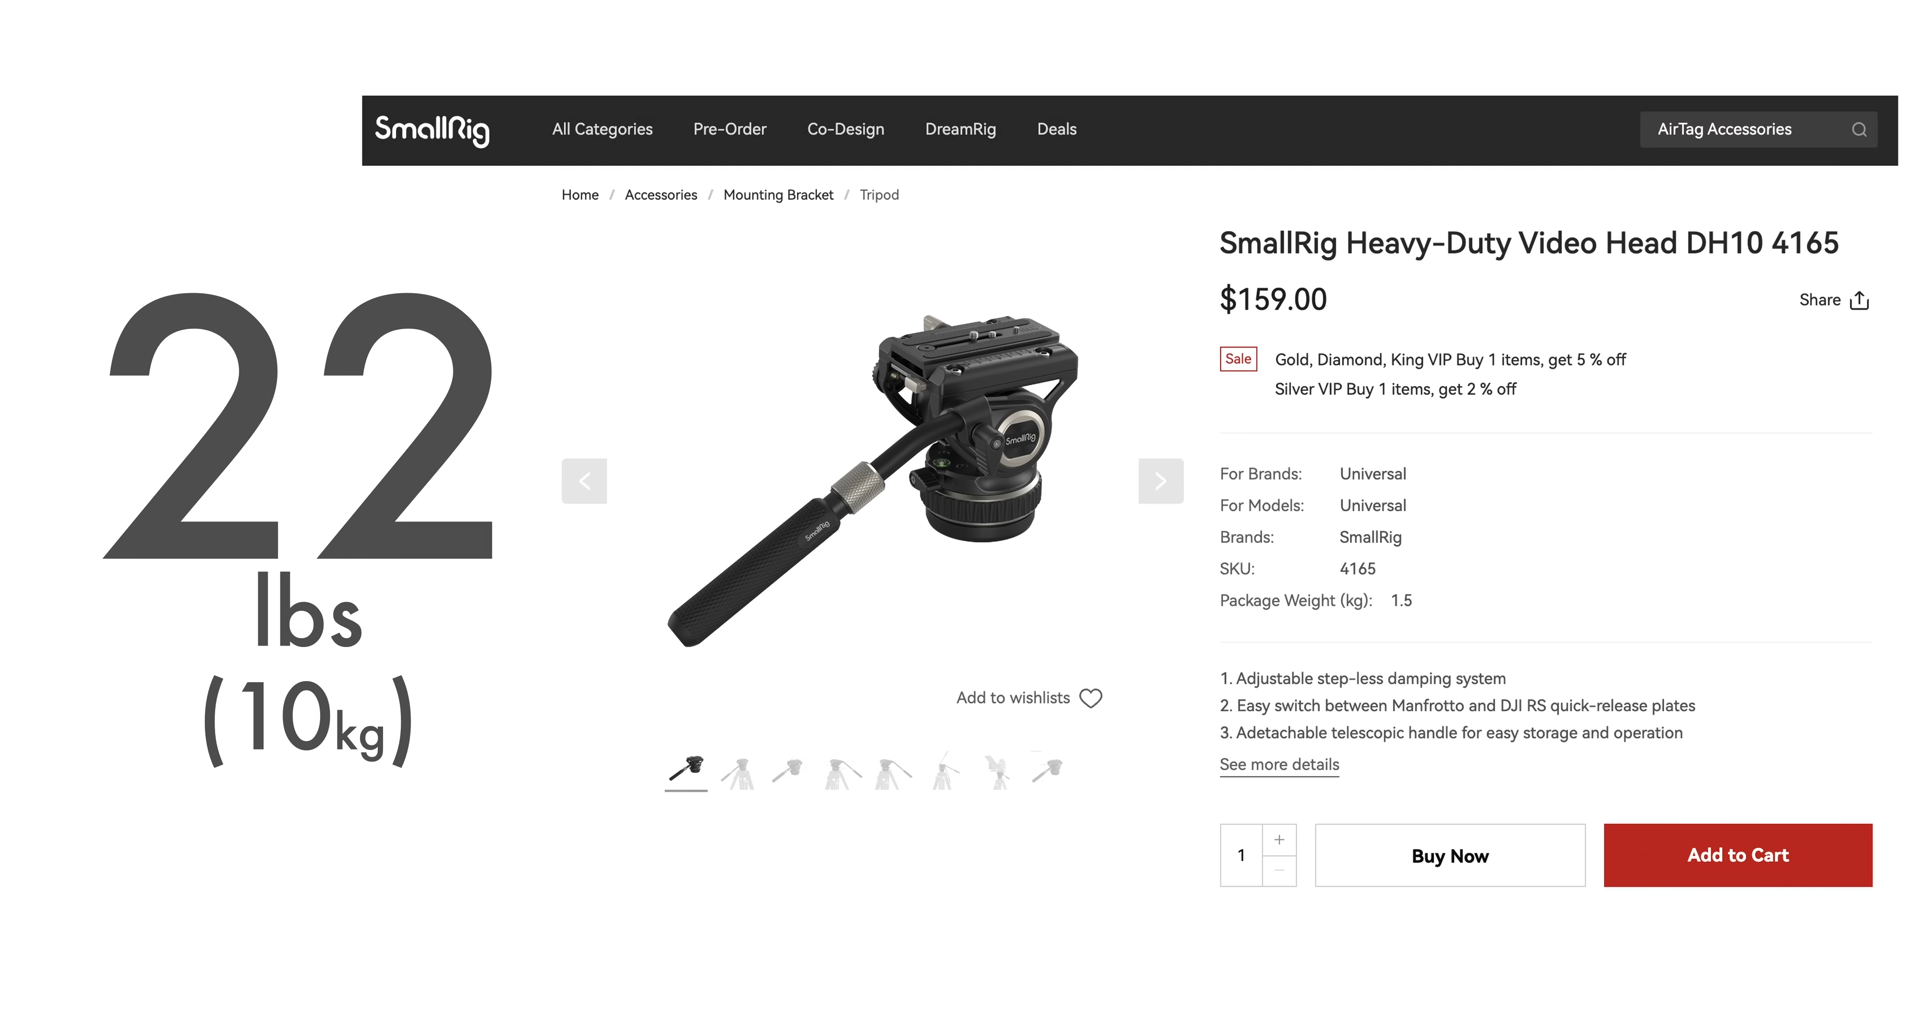 SmallRig
All Categories
Pre-Order
Co-Design
DreamRig
Deals
AirTag Accessories
Home / Accessories / Mounting Bracket / Tripod
22
lbs
(10kg)
SmallRig
SmallRig
Add to wishlists
SmallRig Heavy-Duty Video Head DH10 4165
$159.00
Share
Sale
Gold, Diamond, King VIP Buy 1 items, get 5 % off
Silver VIP Buy 1 items, get 2 % off
For Brands: Universal
For Models: Universal
Brands: SmallRig
SKU: 4165
Package Weight (kg): 1.5
1. Adjustable step-less damping system
2. Easy switch between Manfrotto and DJI RS quick-release plates
3. Adetachable telescopic handle for easy storage and operation
See more details
1
Buy Now
Add to Cart